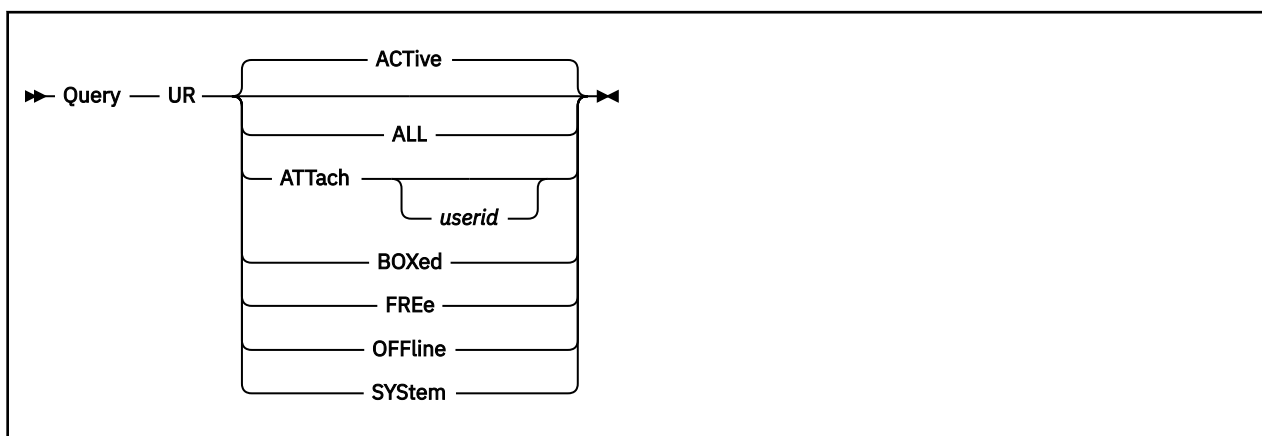 ACTive
Query UR
ALL
ATTach
userid
BOXed
FREe
OFFline
SYStem